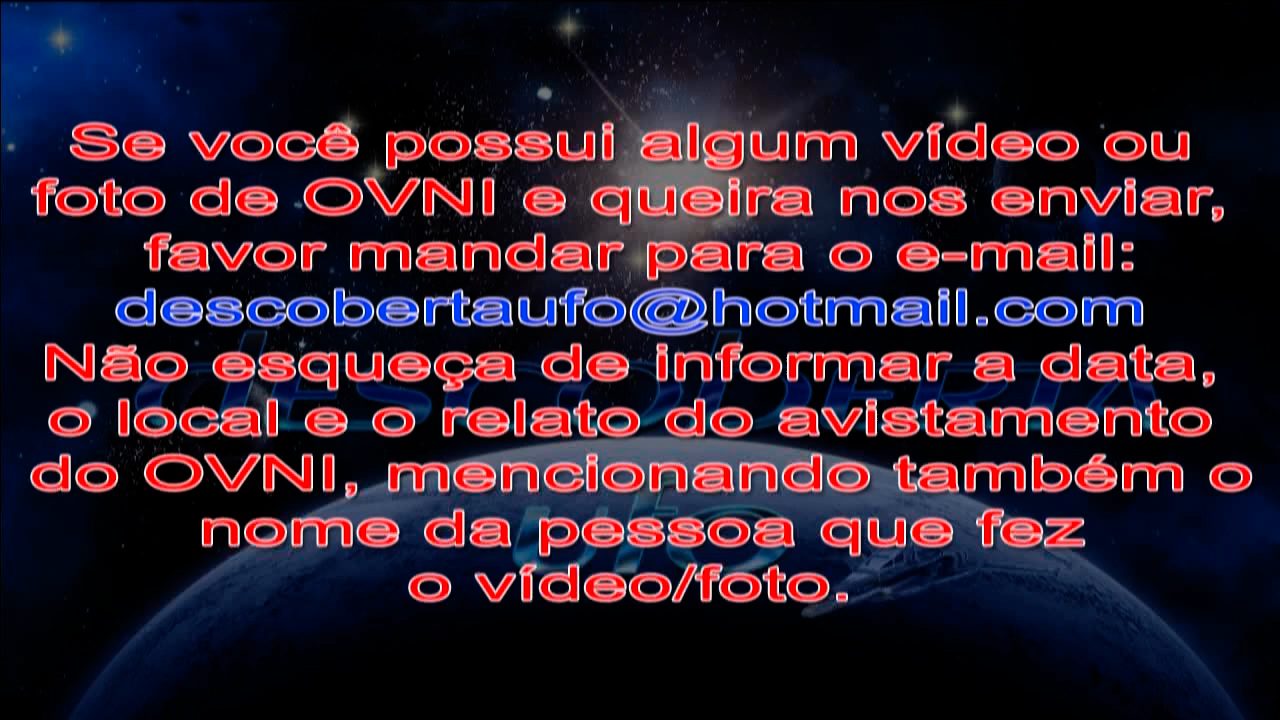 Se você possui algum vídeo ou
foto de OVNI e queira nos enviar,
favor mandar para o e-mail:
descobertaufo@hotmail.com
Não esqueça de informar a data,
o local e o relato do avistamento
do OVNI, mencionando também o
nome da pessoa que fez
o vídeo/foto.
DESCOBERTA
UFO